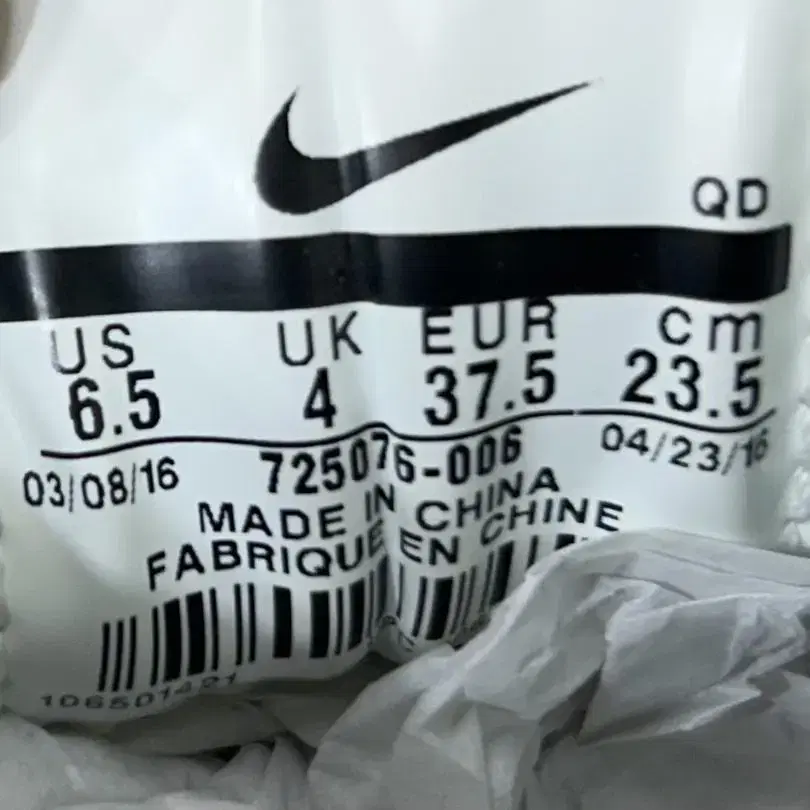 QD
US UK EUR cm
6.5 4 37.5 23.5
03/08/16 725076-006 04/23/16
MADE IN CHINA
FABRIQUE EN CHINE